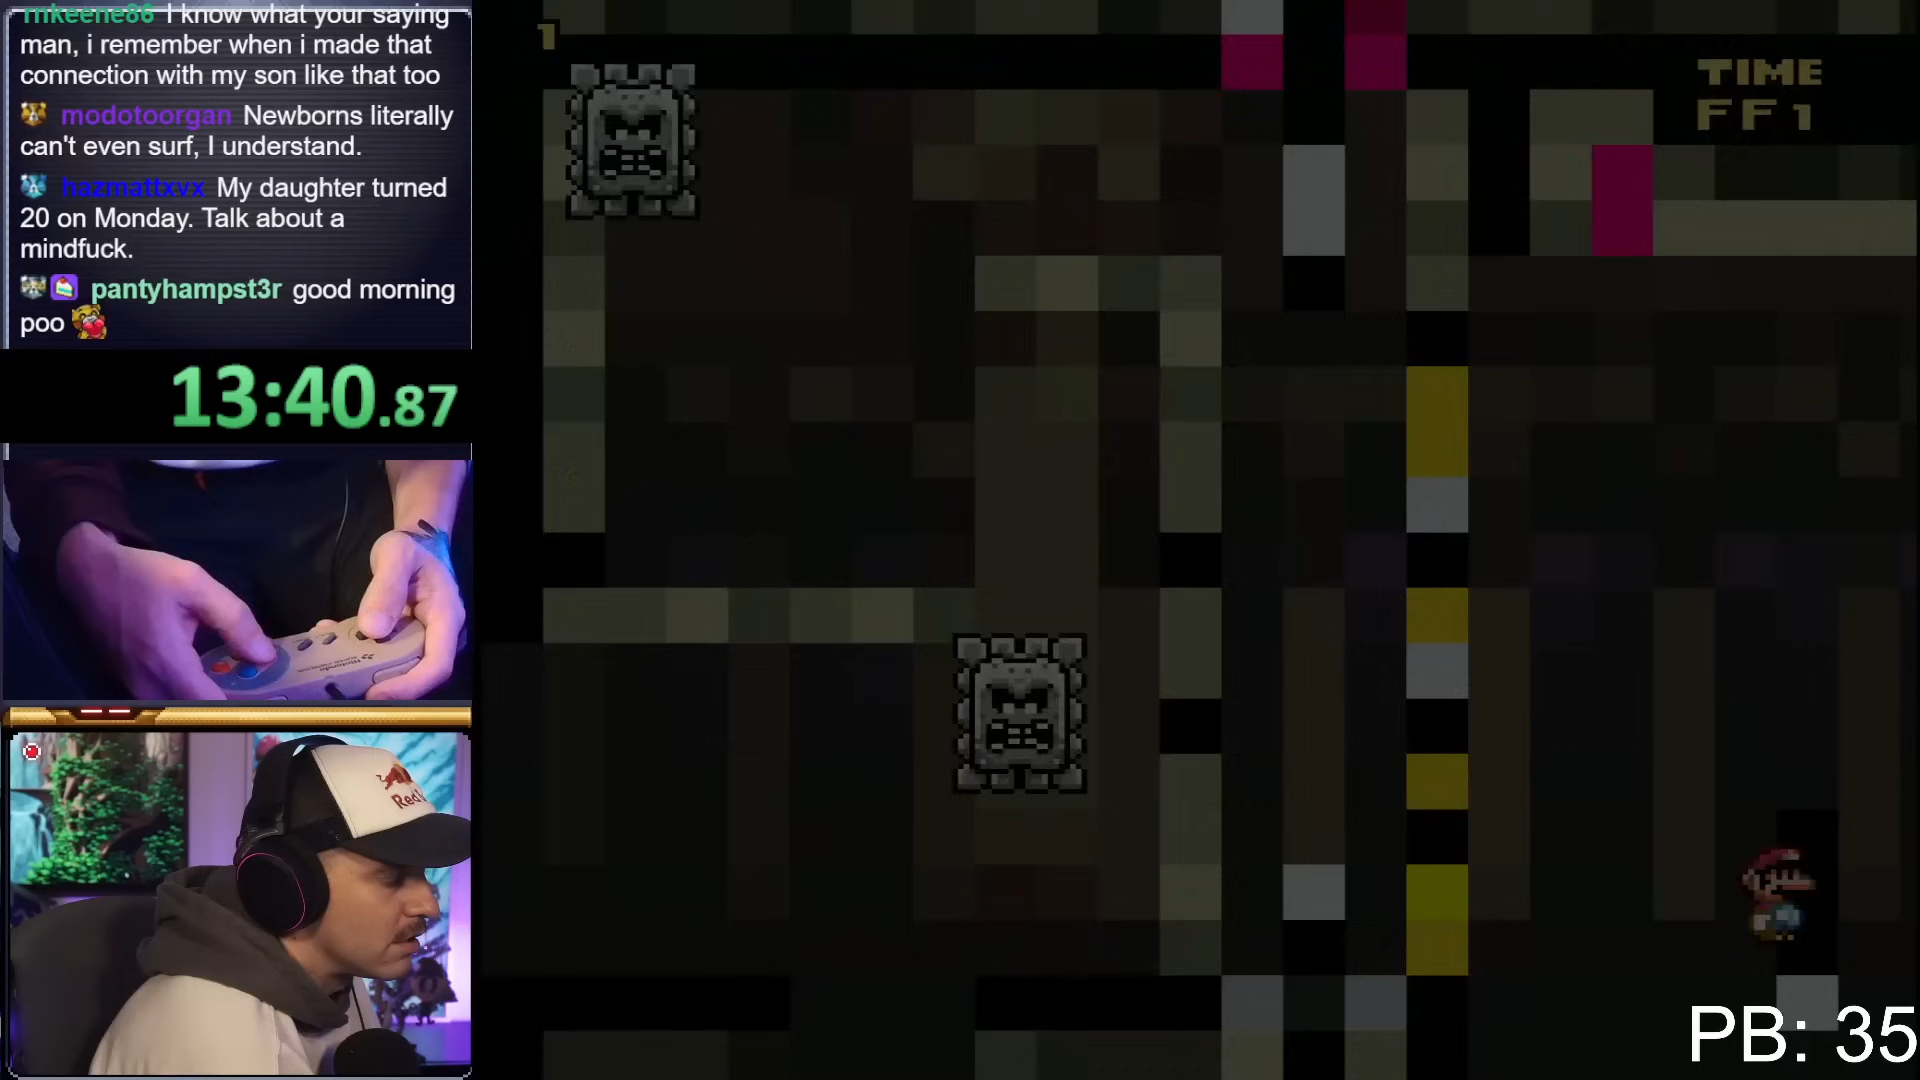 mkeene86 I know what your saying
man, i remember when i made that
connection with my son like that too
modotoorgan Newborns literally
can't even surf, I understand.
hazmattxvx My daughter turned
20 on Monday. Talk about a
mindfuck.
pantyhampst3r good morning
poo
13:40.87
1
TIME
FF1
Red
PB: 35